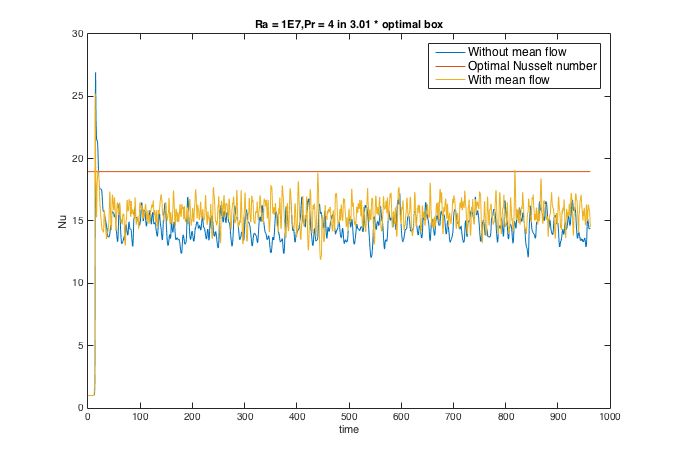 Ra = 1E7,Pr = 4 in 3.01 * optimal box
Without mean flow
Optimal Nusselt number
With mean flow
Nu
30
25
20
15
10
5
0
0 100 200 300 400 500 600 700 800 900 1000
time